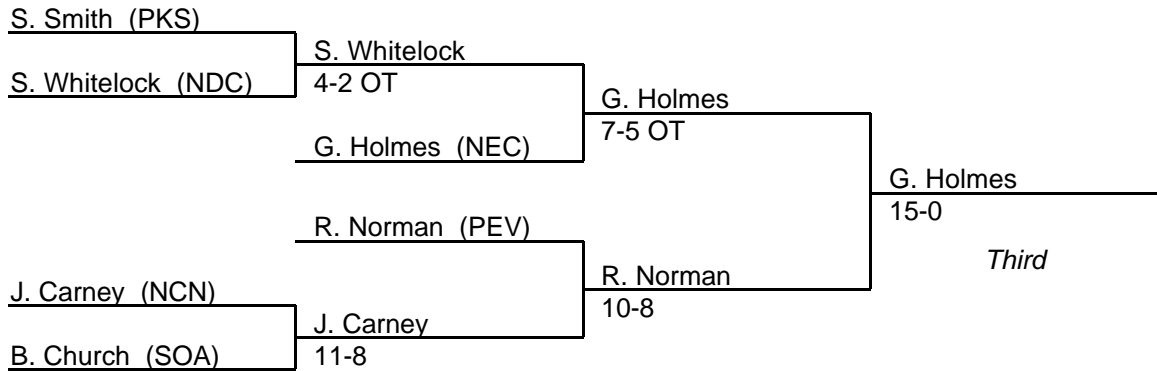 S. Smith (PKS)
S. Whitelock (NDC)
S. Whitelock
4-2 OT
G. Holmes (NEC)
G. Holmes
7-5 OT
R. Norman (PEV)
J. Carney (NCN)
B. Church (SOA)
J. Carney
11-8
R. Norman
10-8
G. Holmes
15-0
Third